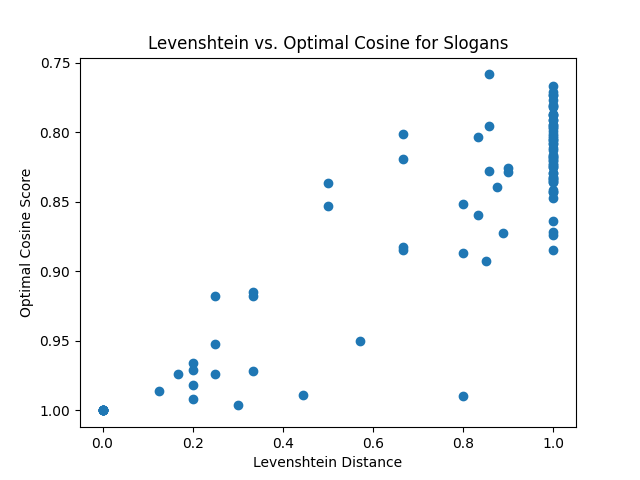 Levenshtein vs. Optimal Cosine for Slogans
0.75
0.80
0.85
0.90
0.95
1.00
Optimal Cosine Score
0.0 0.2 0.4 0.6 0.8 1.0
Levenshtein Distance